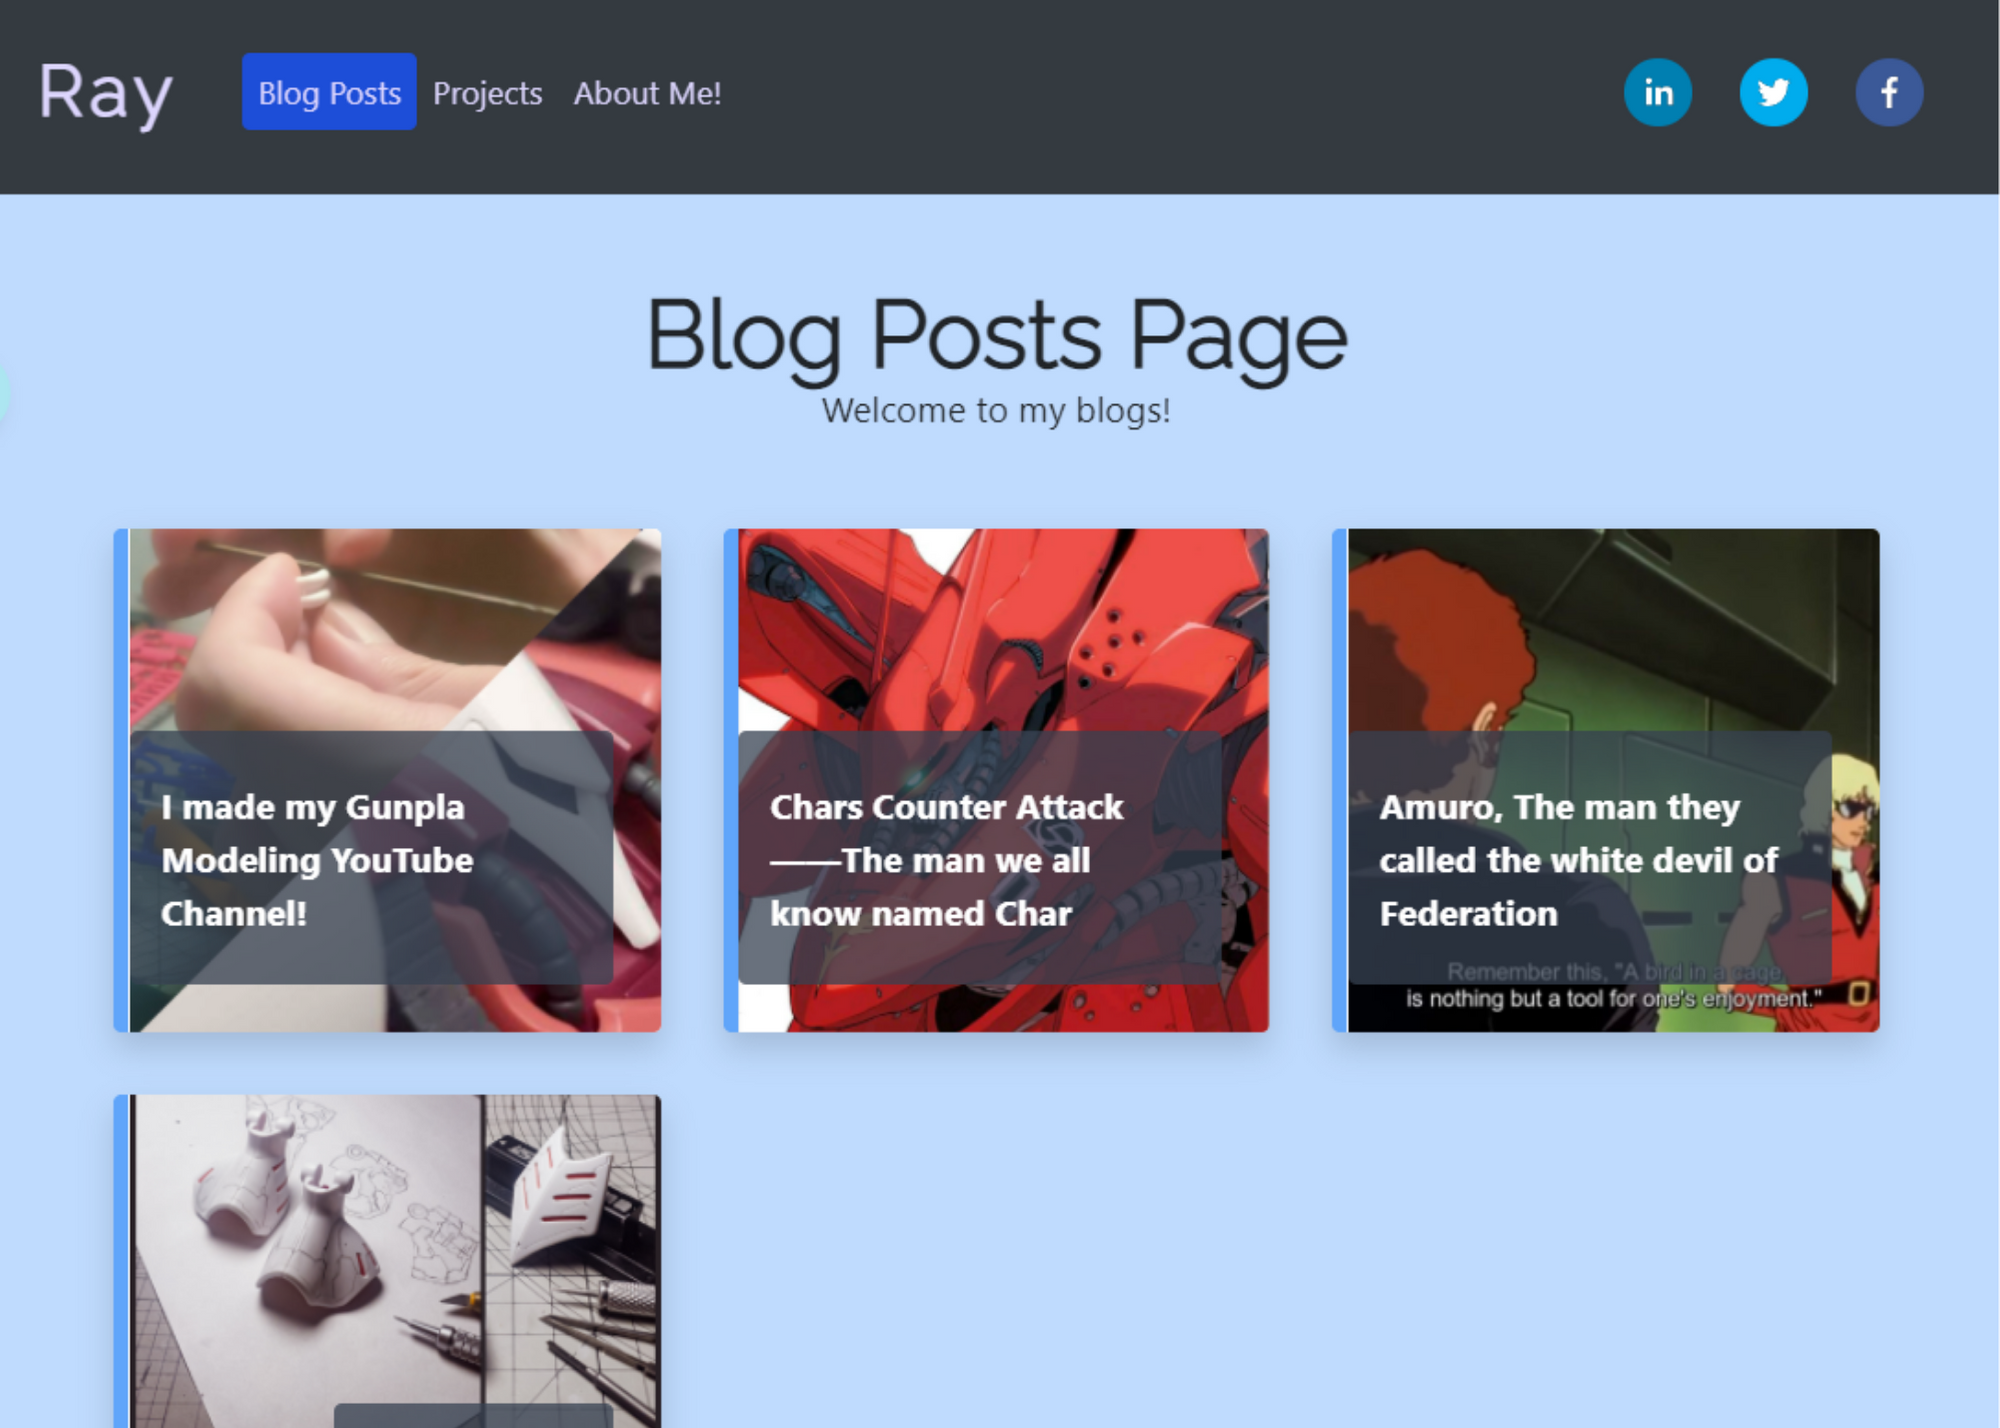 Ray
Blog Posts
Projects
About Me!
in
f
Blog Posts Page
Welcome to my blogs!
I made my Gunpla
Modeling YouTube
Channel!
Chars Counter Attack
——The man we all
know named Char
Amuro, The man they
called the white devil of
Federation
Remember this, "A bird in a cage
is nothing but a tool for one's enjoyment."